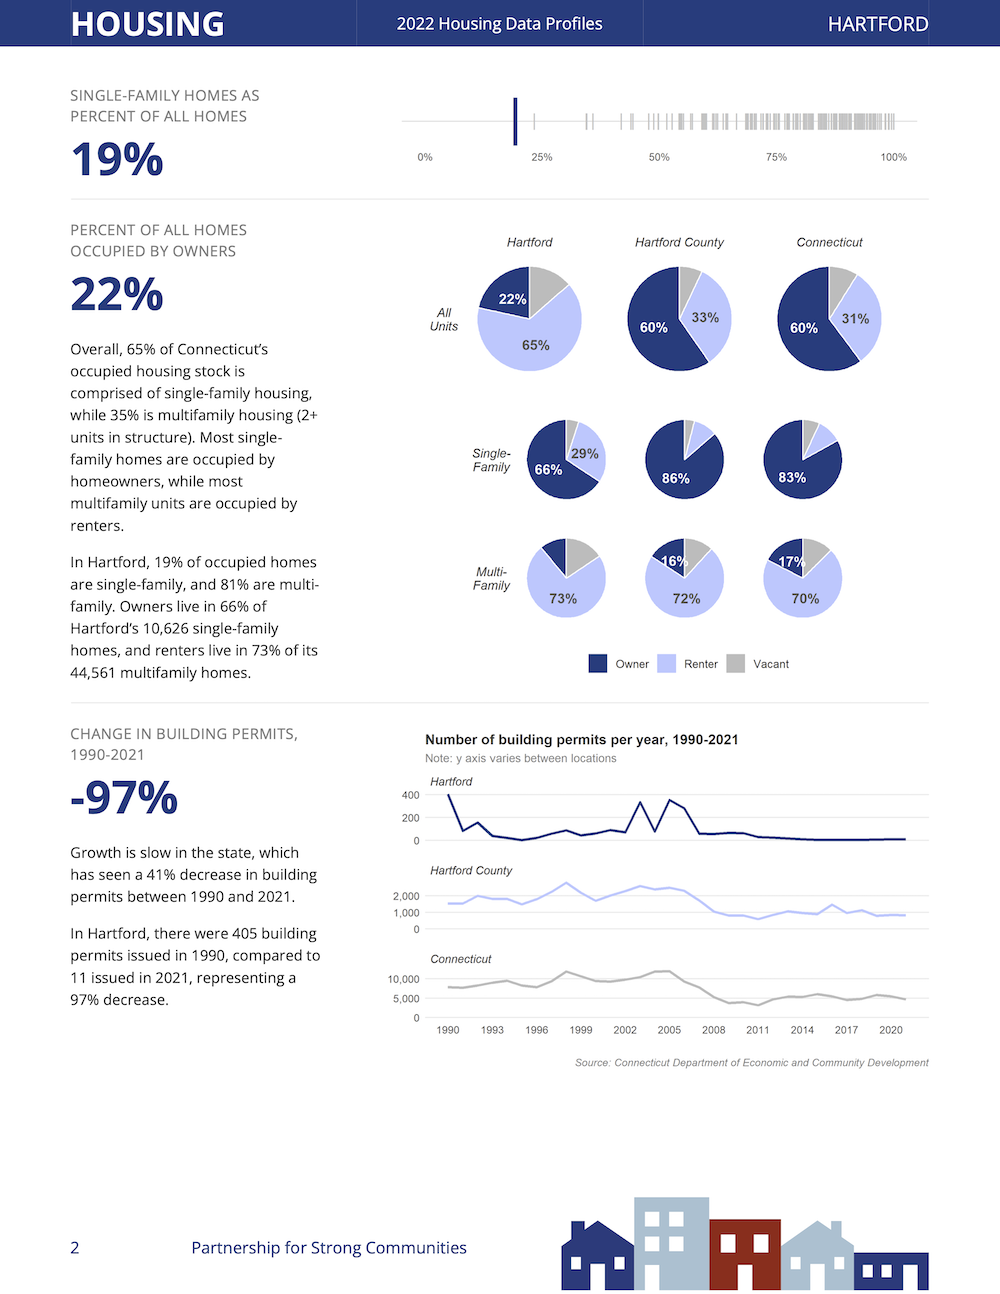 HOUSING
2022 Housing Data Profiles
HARTFORD
SINGLE-FAMILY HOMES AS
PERCENT OF ALL HOMES
19%
0% 25% 50% 75% 100%
PERCENT OF ALL HOMES
OCCUPIED BY OWNERS
22%
Overall, 65% of Connecticut's
occupied housing stock is
comprised of single-family housing,
while 35% is multifamily housing (2+
units in structure). Most single-
family homes are occupied by
homeowners, while most
multifamily units are occupied by
renters.
In Hartford, 19% of occupied homes
are single-family, and 81% are multi-
family. Owners live in 66% of
Hartford's 10,626 single-family
homes, and renters live in 73% of its
44,561 multifamily homes.
Hartford Hartford County Connecticut
All
Units
22% 65% 60% 33% 60% 31%
Single-
Family
66% 29% 86% 83%
Multi-
Family
73% 16% 72% 17% 70%
Owner Renter Vacant
CHANGE IN BUILDING PERMITS,
1990-2021
-97%
Growth is slow in the state, which
has seen a 41% decrease in building
permits between 1990 and 2021.
In Hartford, there were 405 building
permits issued in 1990, compared to
11 issued in 2021, representing a
97% decrease.
Number of building permits per year, 1990-2021
Note: y axis varies between locations
Hartford
400
200
0
Hartford County
2,000
1,000
0
Connecticut
10,000
5,000
0
1990 1993 1996 1999 2002 2005 2008 2011 2014 2017 2020
Source: Connecticut Department of Economic and Community Development
2
Partnership for Strong Communities